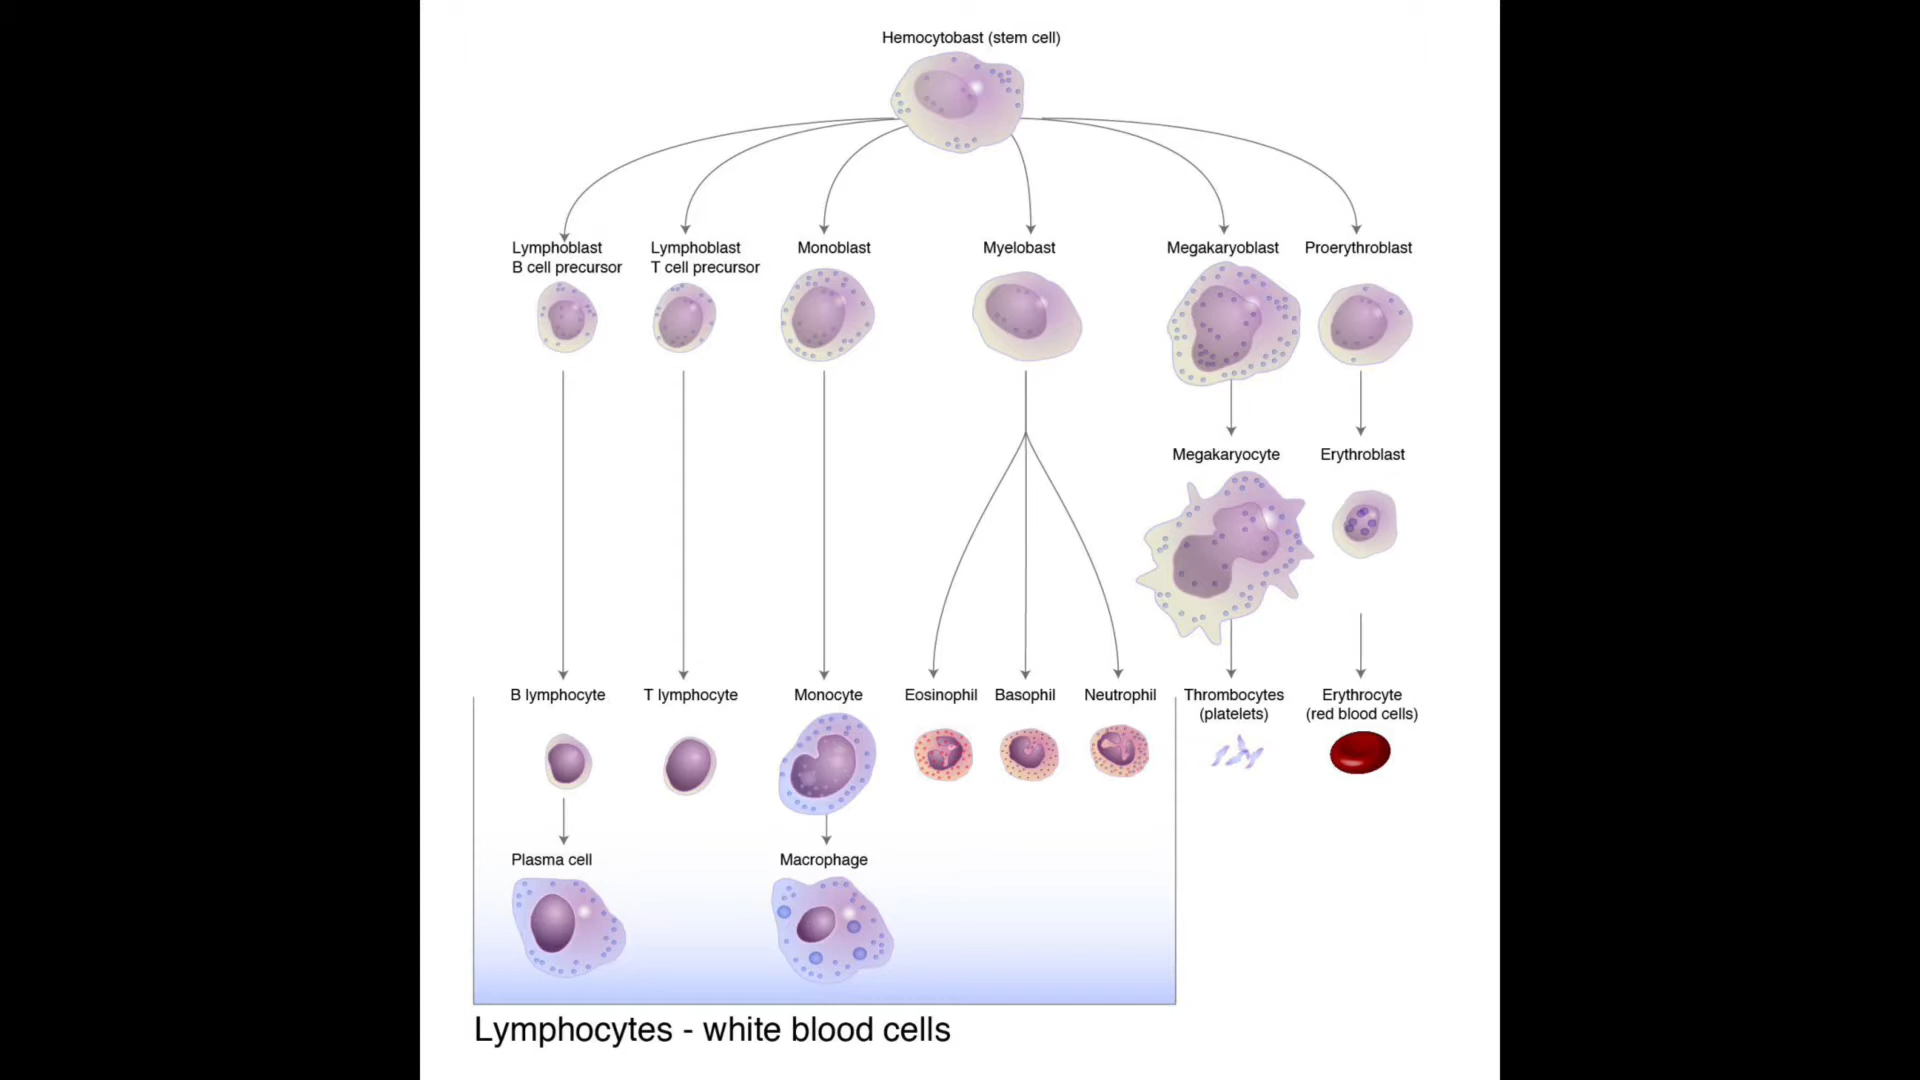 Hemocytobast (stem cell)
Lymphoblast
B cell precursor
Lymphoblast
T cell precursor
Monoblast
Myelobast
Megakaryoblast
Proerythroblast
Megakaryocyte
Erythroblast
B lymphocyte
T lymphocyte
Monocyte
Eosinophil
Basophil
Neutrophil
Thrombocytes
(platelets)
Erythrocyte
(red blood cells)
Plasma cell
Macrophage
Lymphocytes - white blood cells